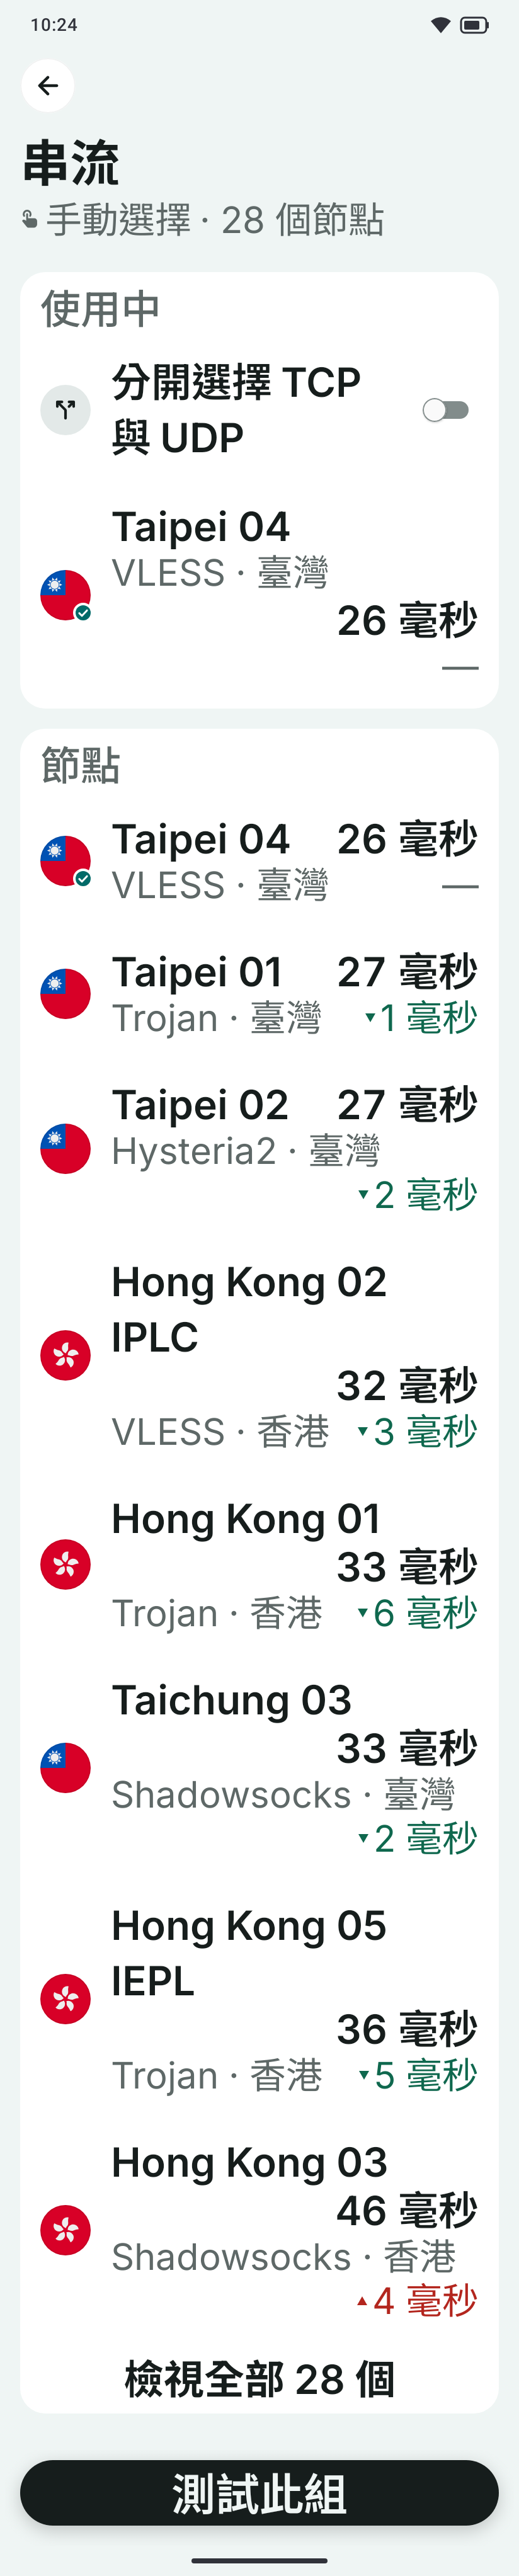 10:24
串流
手動選擇 · 28 個節點
使用中
分開選擇 TCP
與 UDP
Taipei 04
VLESS · 臺灣
26 毫秒
—
節點
Taipei 04 26 毫秒
VLESS · 臺灣 —
Taipei 01 27 毫秒
Trojan · 臺灣 ▼1 毫秒
Taipei 02 27 毫秒
Hysteria2 · 臺灣
▼2 毫秒
Hong Kong 02
IPLC
32 毫秒
VLESS · 香港 ▼3 毫秒
Hong Kong 01
33 毫秒
Trojan · 香港 ▼6 毫秒
Taichung 03
33 毫秒
Shadowsocks · 臺灣
▼2 毫秒
Hong Kong 05
IEPL
36 毫秒
Trojan · 香港 ▼5 毫秒
Hong Kong 03
46 毫秒
Shadowsocks · 香港
▲4 毫秒
檢視全部 28 個
測試此組